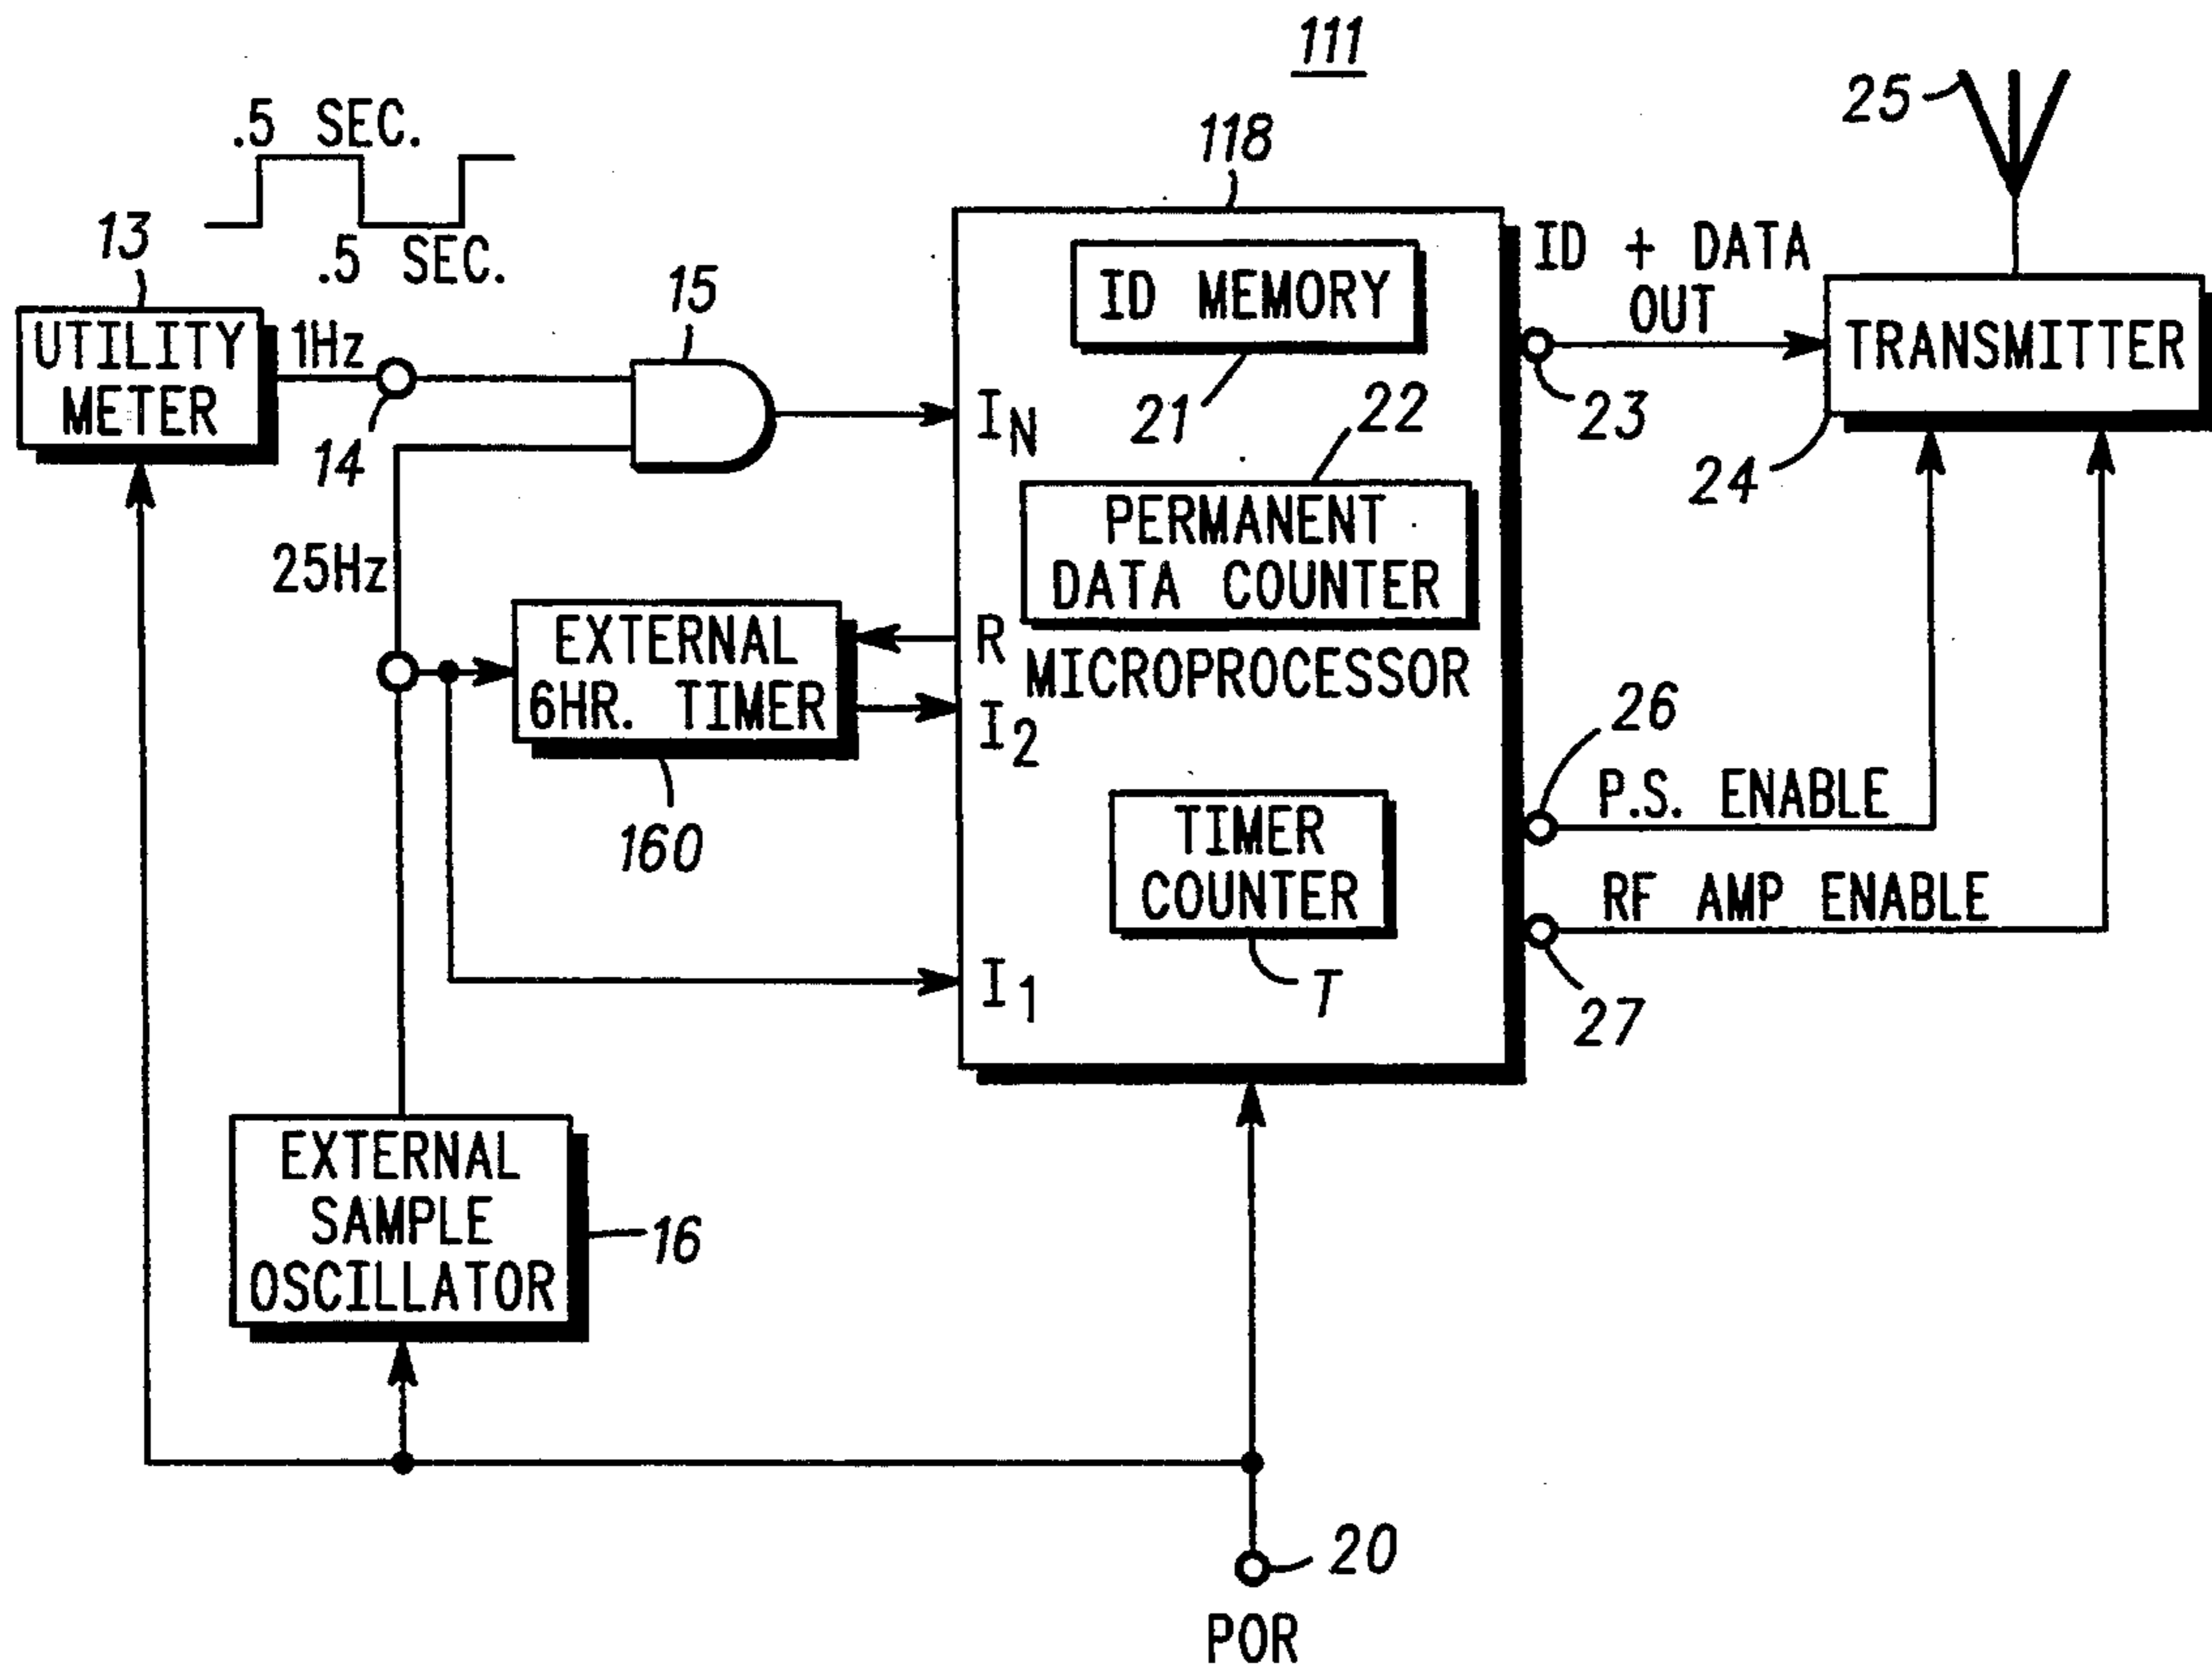 111
.5 SEC.
.5 SEC.
13
UTILITY
METER
1Hz
14
15
25Hz
EXTERNAL
6HR. TIMER
160
EXTERNAL
SAMPLE
OSCILLATOR
16
118
ID MEMORY
21
22
PERMANENT
DATA COUNTER
MICROPROCESSOR
TIMER
COUNTER
T
IN
R
I2
I1
ID + DATA
OUT
23
25
TRANSMITTER
24
26
P.S. ENABLE
RF AMP ENABLE
27
20
POR